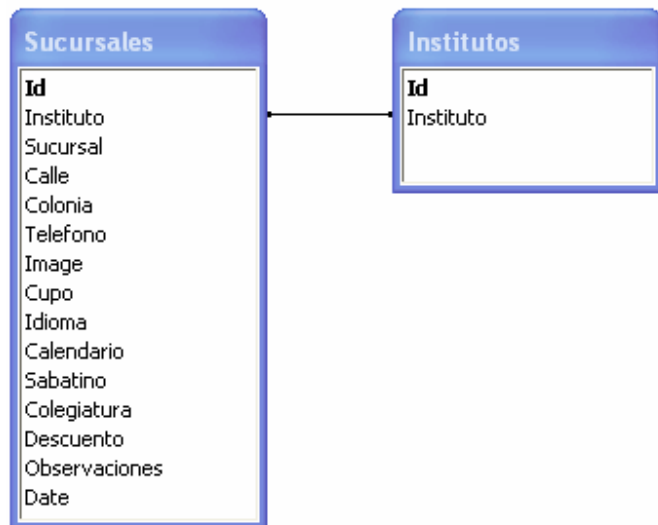 Sucursales
Id
Instituto
Sucursal
Calle
Colonia
Telefono
Image
Cupo
Idioma
Calendario
Sabatino
Colegiatura
Descuento
Observaciones
Date
Institutos
Id
Instituto